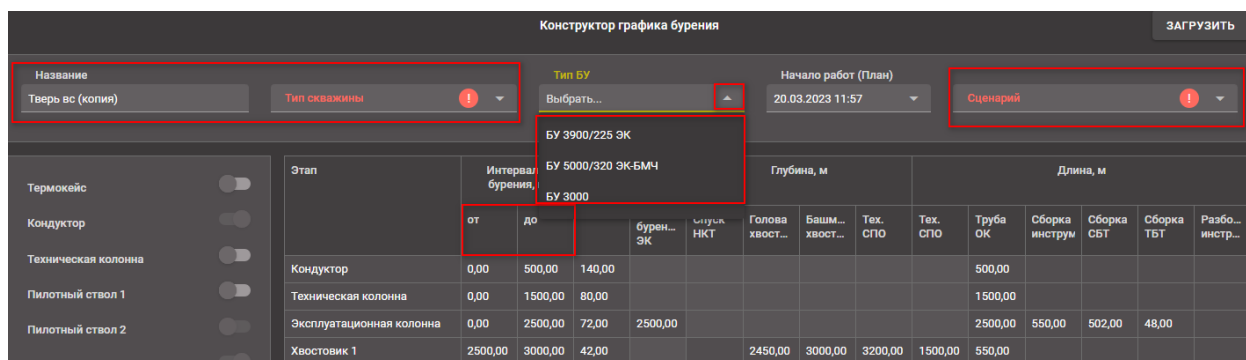 Конструктор графика бурения
ЗАГРУЗИТЬ
Название
Тип БУ
Начало работ (План)
Тверь вс (копия)
Тип скважины
!
Выбрать...
20.03.2023 11:57
Сценарий
!
БУ 3900/225 ЭК
БУ 5000/320 ЭК-БМЧ
БУ 3000
Термокейс
Кондуктор
Техническая колонна
Пилотный ствол 1
Пилотный ствол 2
Этап
Интервал
бурения,
Глубина, м
Длина, м
от до бурен... ЭК Спуск НКТ Голова хвост... Башм... хвост... Тех. СПО Тех. СПО Труба ОК Сборка инструм Сборка СБТ Сборка ТБТ Разбо... инстр...
Кондуктор 0,00 500,00 140,00 500,00
Техническая колонна 0,00 1500,00 80,00 1500,00
Эксплуатационная колонна 0,00 2500,00 72,00 2500,00 2500,00 550,00 502,00 48,00
Хвостовик 1 2500,00 3000,00 42,00 2450,00 3000,00 3200,00 1500,00 550,00